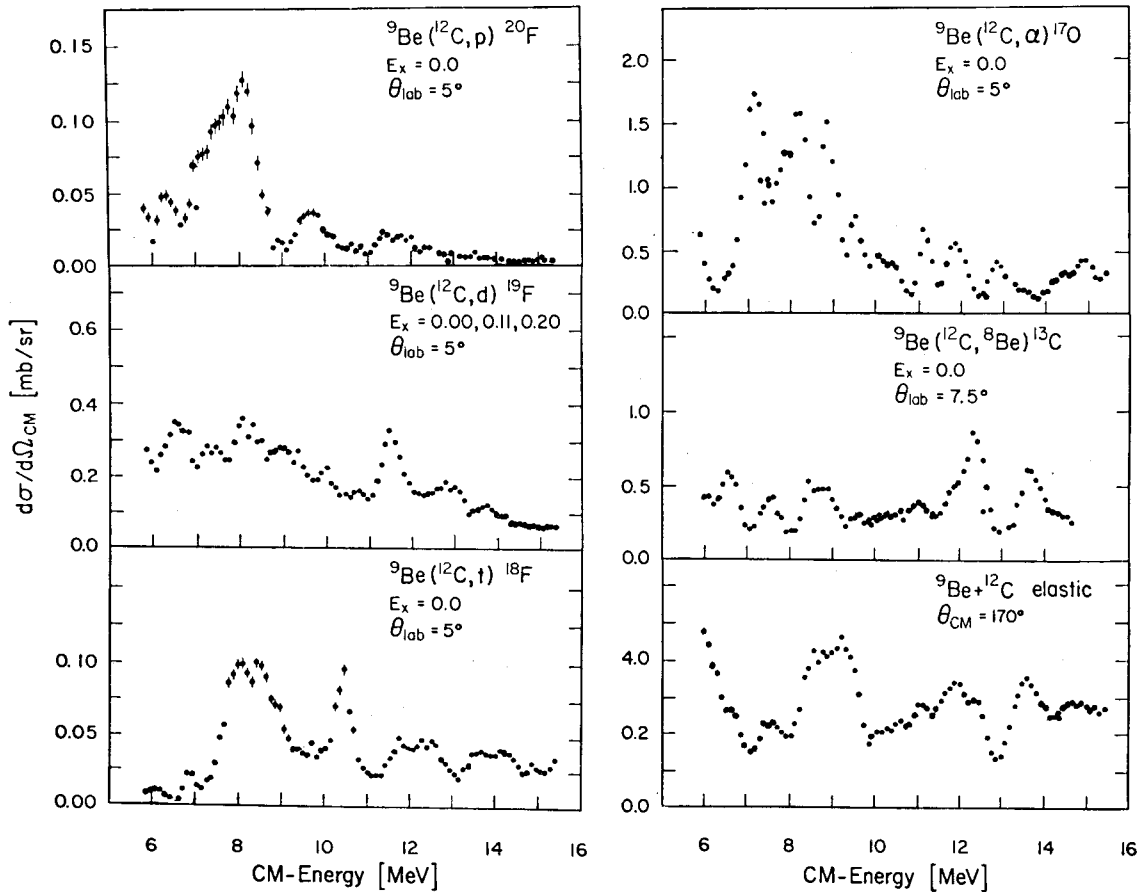 dσ/dΩCM [mb/sr]
⁹Be(¹²C,p) ²⁰F
Ex = 0.0
θlab = 5°
0.15
0.10
0.05
0.00
⁹Be(¹²C,d) ¹⁹F
Ex = 0.00, 0.11, 0.20
θlab = 5°
0.6
0.4
0.2
0.0
⁹Be(¹²C,t) ¹⁸F
Ex = 0.0
θlab = 5°
0.10
0.05
0.00
6 8 10 12 14 16
CM-Energy [MeV]
⁹Be(¹²C,α)¹⁷O
Ex = 0.0
θlab = 5°
2.0
1.5
1.0
0.5
0.0
⁹Be(¹²C,⁸Be)¹³C
Ex = 0.0
θlab = 7.5°
1.0
0.5
0.0
⁹Be+¹²C elastic
θCM = 170°
4.0
0.2
0.0
6 8 10 12 14 16
CM-Energy [MeV]